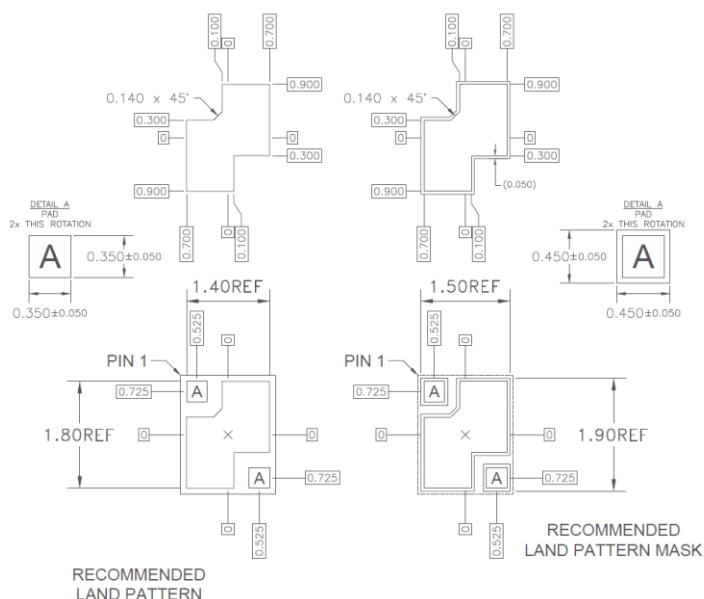 0.100
0
0.700
0.900
0.140 x 45°
0.300
0
0.300
0.900
0.700
0
0.100
0.100
0
0.700
0.900
0.140 x 45°
0.300
0
0
0.300
(0.050)
0.900
0.700
0
0.100
DETAIL A
PAD
2x THIS ROTATION
A
0.350±0.050
0.350±0.050
DETAIL A
PAD
2x THIS ROTATION
A
0.450±0.050
0.450±0.050
1.40REF
0.525
0
PIN 1
A
0.725
1.80REF
0
0
A
0.725
0
0.525
RECOMMENDED
LAND PATTERN
1.50REF
0.525
0
PIN 1
A
0.725
0
0
1.90REF
A
0.725
0
0.525
RECOMMENDED
LAND PATTERN MASK